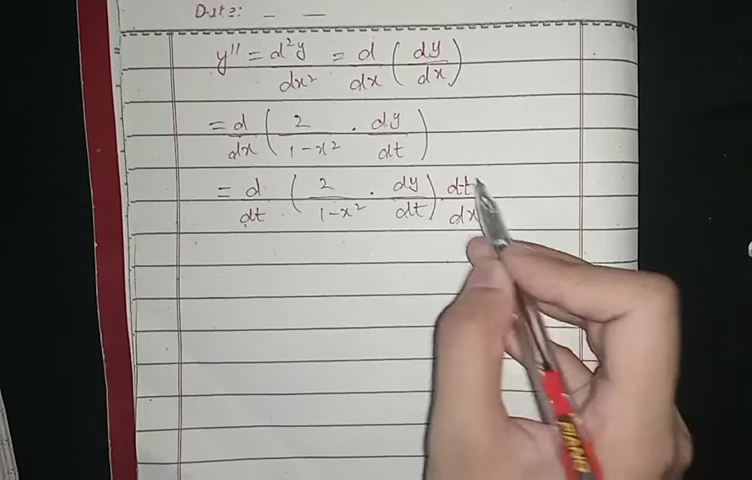 Date:
y'' = d²y/dx² = d/dx (dy/dx)
= d/dx (2/1-x² . dy/dt)
= d/dt (2/1-x² . dy/dt) dt/dx
PIANO